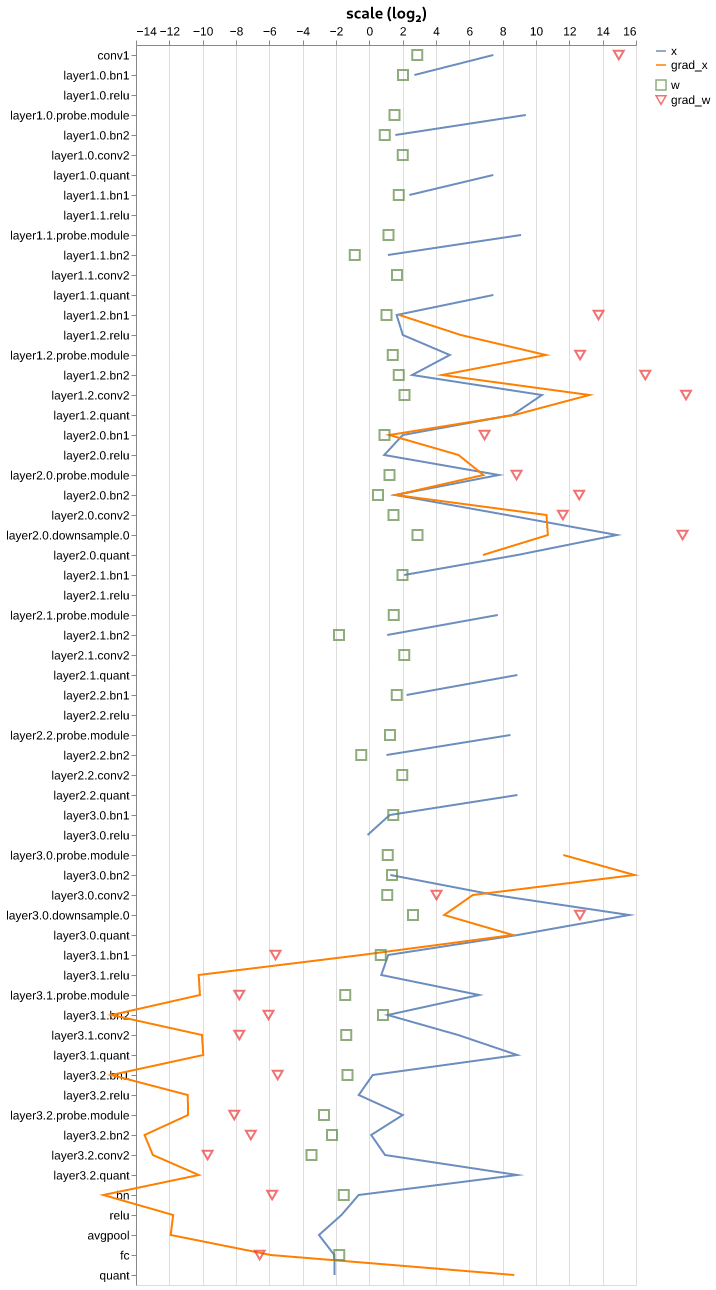 scale (log₂)
−14 −12 −10 −8 −6 −4 −2 0 2 4 6 8 10 12 14 16
x
grad_x
w
grad_w
conv1
layer1.0.bn1
layer1.0.relu
layer1.0.probe.module
layer1.0.bn2
layer1.0.conv2
layer1.0.quant
layer1.1.bn1
layer1.1.relu
layer1.1.probe.module
layer1.1.bn2
layer1.1.conv2
layer1.1.quant
layer1.2.bn1
layer1.2.relu
layer1.2.probe.module
layer1.2.bn2
layer1.2.conv2
layer1.2.quant
layer2.0.bn1
layer2.0.relu
layer2.0.probe.module
layer2.0.bn2
layer2.0.conv2
layer2.0.downsample.0
layer2.0.quant
layer2.1.bn1
layer2.1.relu
layer2.1.probe.module
layer2.1.bn2
layer2.1.conv2
layer2.1.quant
layer2.2.bn1
layer2.2.relu
layer2.2.probe.module
layer2.2.bn2
layer2.2.conv2
layer2.2.quant
layer3.0.bn1
layer3.0.relu
layer3.0.probe.module
layer3.0.bn2
layer3.0.conv2
layer3.0.downsample.0
layer3.0.quant
layer3.1.bn1
layer3.1.relu
layer3.1.probe.module
layer3.1.bn2
layer3.1.conv2
layer3.1.quant
layer3.2.bn1
layer3.2.relu
layer3.2.probe.module
layer3.2.bn2
layer3.2.conv2
layer3.2.quant
bn
relu
avgpool
fc
quant